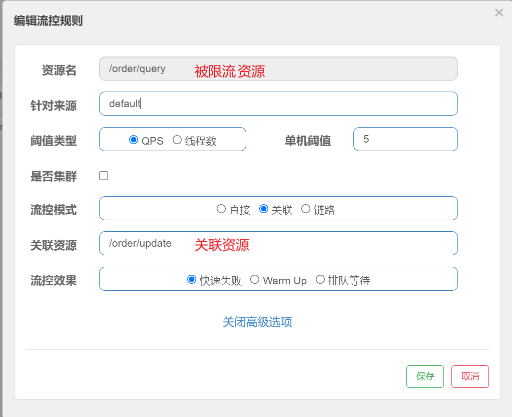 编辑流控规则 ×
资源名 /order/query 被限流资源
针对来源 default
阈值类型 QPS 线程数 单机阈值 5
是否集群
流控模式 直接 关联 链路
关联资源 /order/update 关联资源
流控效果 快速失败 Warm Up 排队等待
关闭高级选项
保存 取消